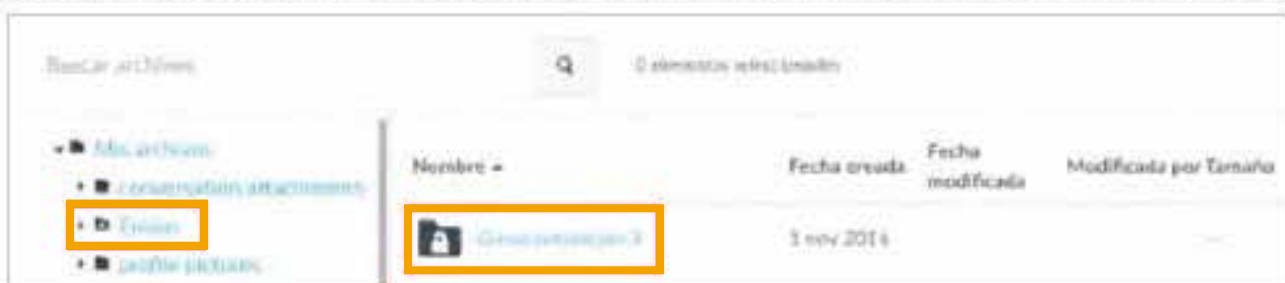 Buscar archivos
0 elementos seleccionados
Mis archivos
conversation attachments
profile pictures
Nombre
Fecha creada
Fecha modificada
Modificada por
Tamaño
1 nov 2016